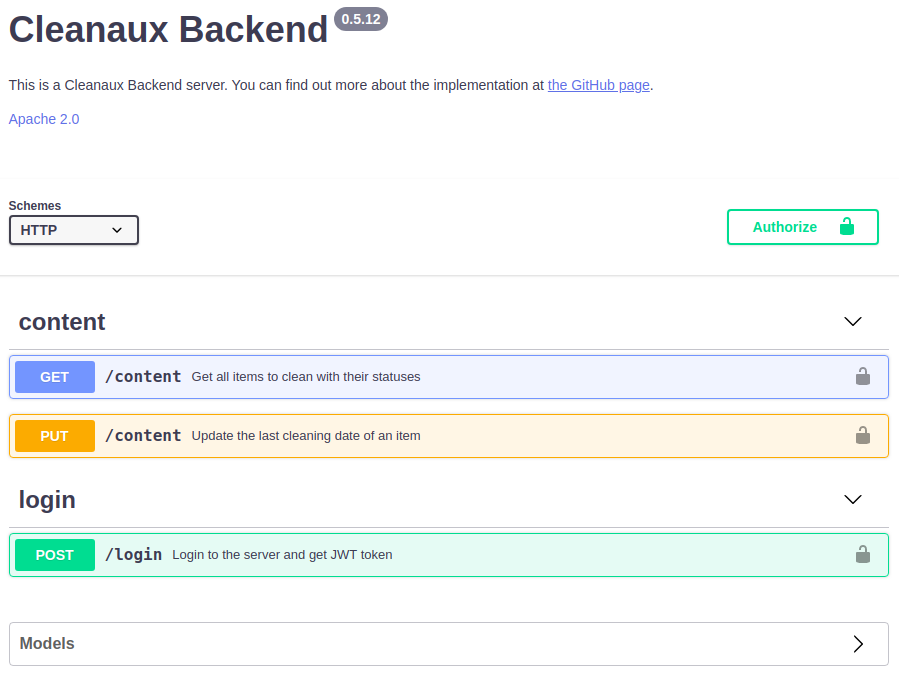 Cleanaux Backend 0.5.12
This is a Cleanaux Backend server. You can find out more about the implementation at the GitHub page.
Apache 2.0
Schemes
HTTP
Authorize
content
GET /content Get all items to clean with their statuses
PUT /content Update the last cleaning date of an item
login
POST /login Login to the server and get JWT token
Models